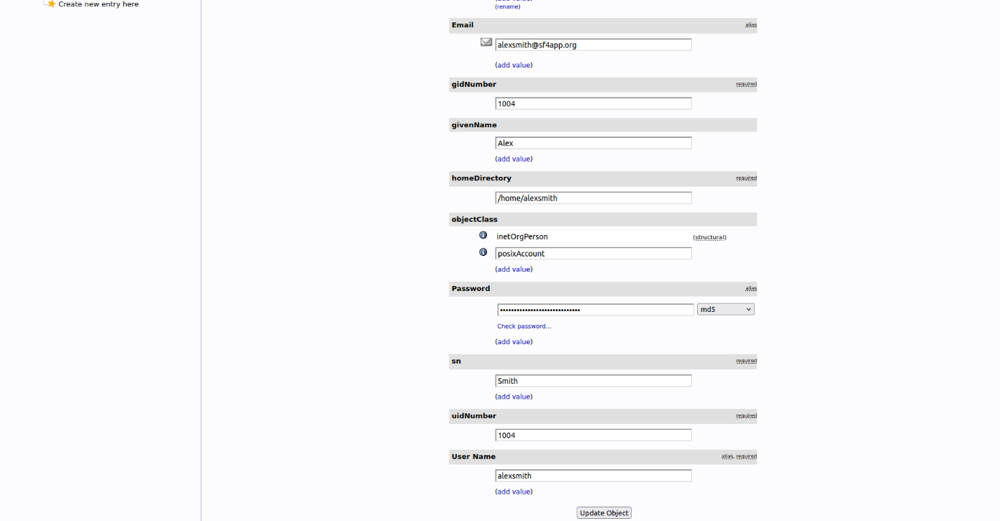 Create new entry here
(add value)
(rename)
Email alias
alexsmith@sf4app.org
(add value)
gidNumber required
1004
givenName
Alex
(add value)
homeDirectory required
/home/alexsmith
objectClass
inetOrgPerson (structural)
posixAccount
(add value)
Password alias
•••••••••••••••••••••••••••••• md5
Check password...
(add value)
sn required
Smith
(add value)
uidNumber required
1004
User Name alias, required
alexsmith
(add value)
Update Object